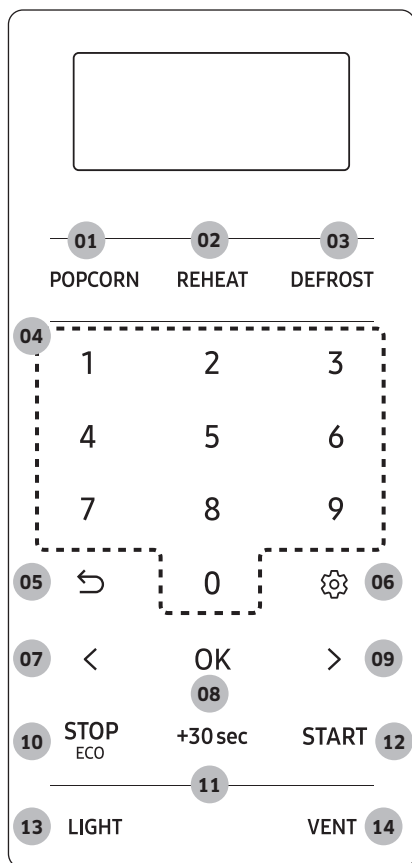 01 02 03
POPCORN REHEAT DEFROST
04
1 2 3
4 5 6
7 8 9
05 0 06
07 < OK > 09
08
10 STOP +30 sec START 12
ECO
11
13 LIGHT VENT 14